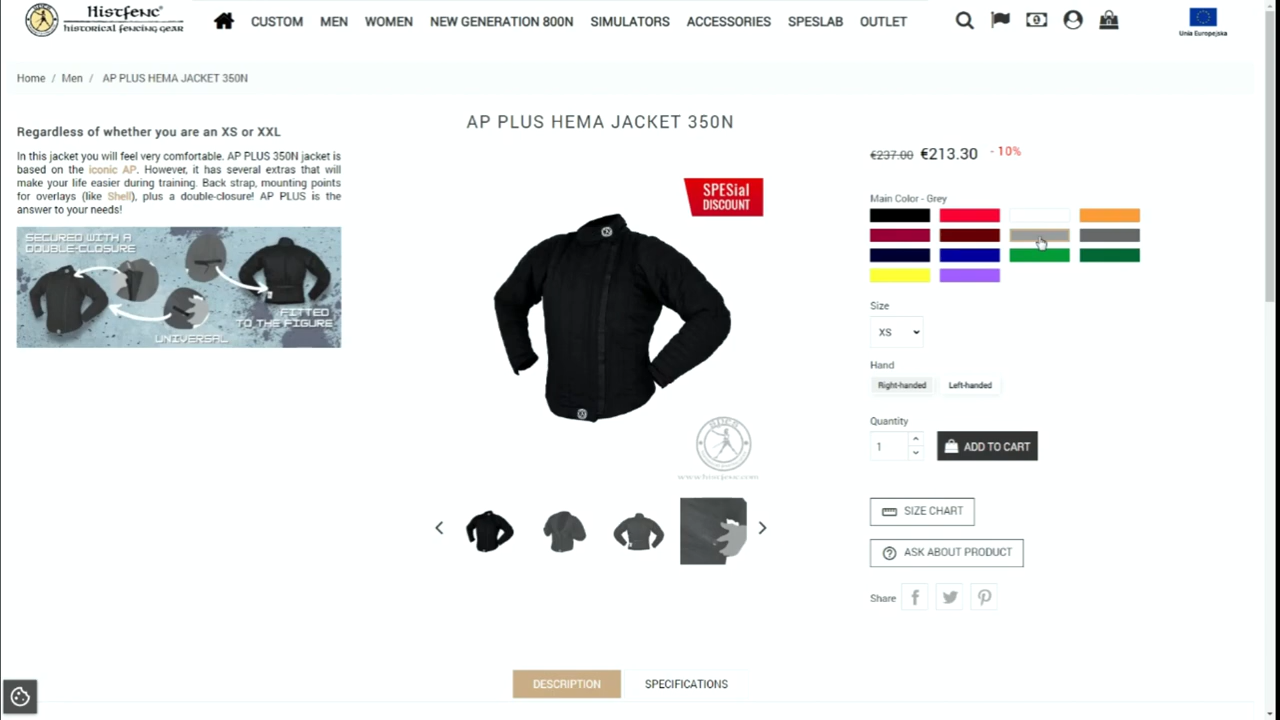 Histfenc
historical fencing gear
CUSTOM MEN WOMEN NEW GENERATION 800N SIMULATORS ACCESSORIES SPESLAB OUTLET
Unia Europejska
Home / Men / AP PLUS HEMA JACKET 350N
Regardless of whether you are an XS or XXL
In this jacket you will feel very comfortable. AP PLUS 350N jacket is
based on the iconic AP. However, it has several extras that will
make your life easier during training. Back strap, mounting points
for overlays (like Shell), plus a double-closure! AP PLUS is the
answer to your needs!
SECURED WITH A
DOUBLE-CLOSURE
FITTED
TO THE FIGURE
UNIVERSAL
AP PLUS HEMA JACKET 350N
SPESial
DISCOUNT
www.histfenc.com
€237.00 €213.30 - 10%
Main Color - Grey
Size
XS
Hand
Right-handed Left-handed
Quantity
1 ADD TO CART
SIZE CHART
ASK ABOUT PRODUCT
Share
DESCRIPTION SPECIFICATIONS